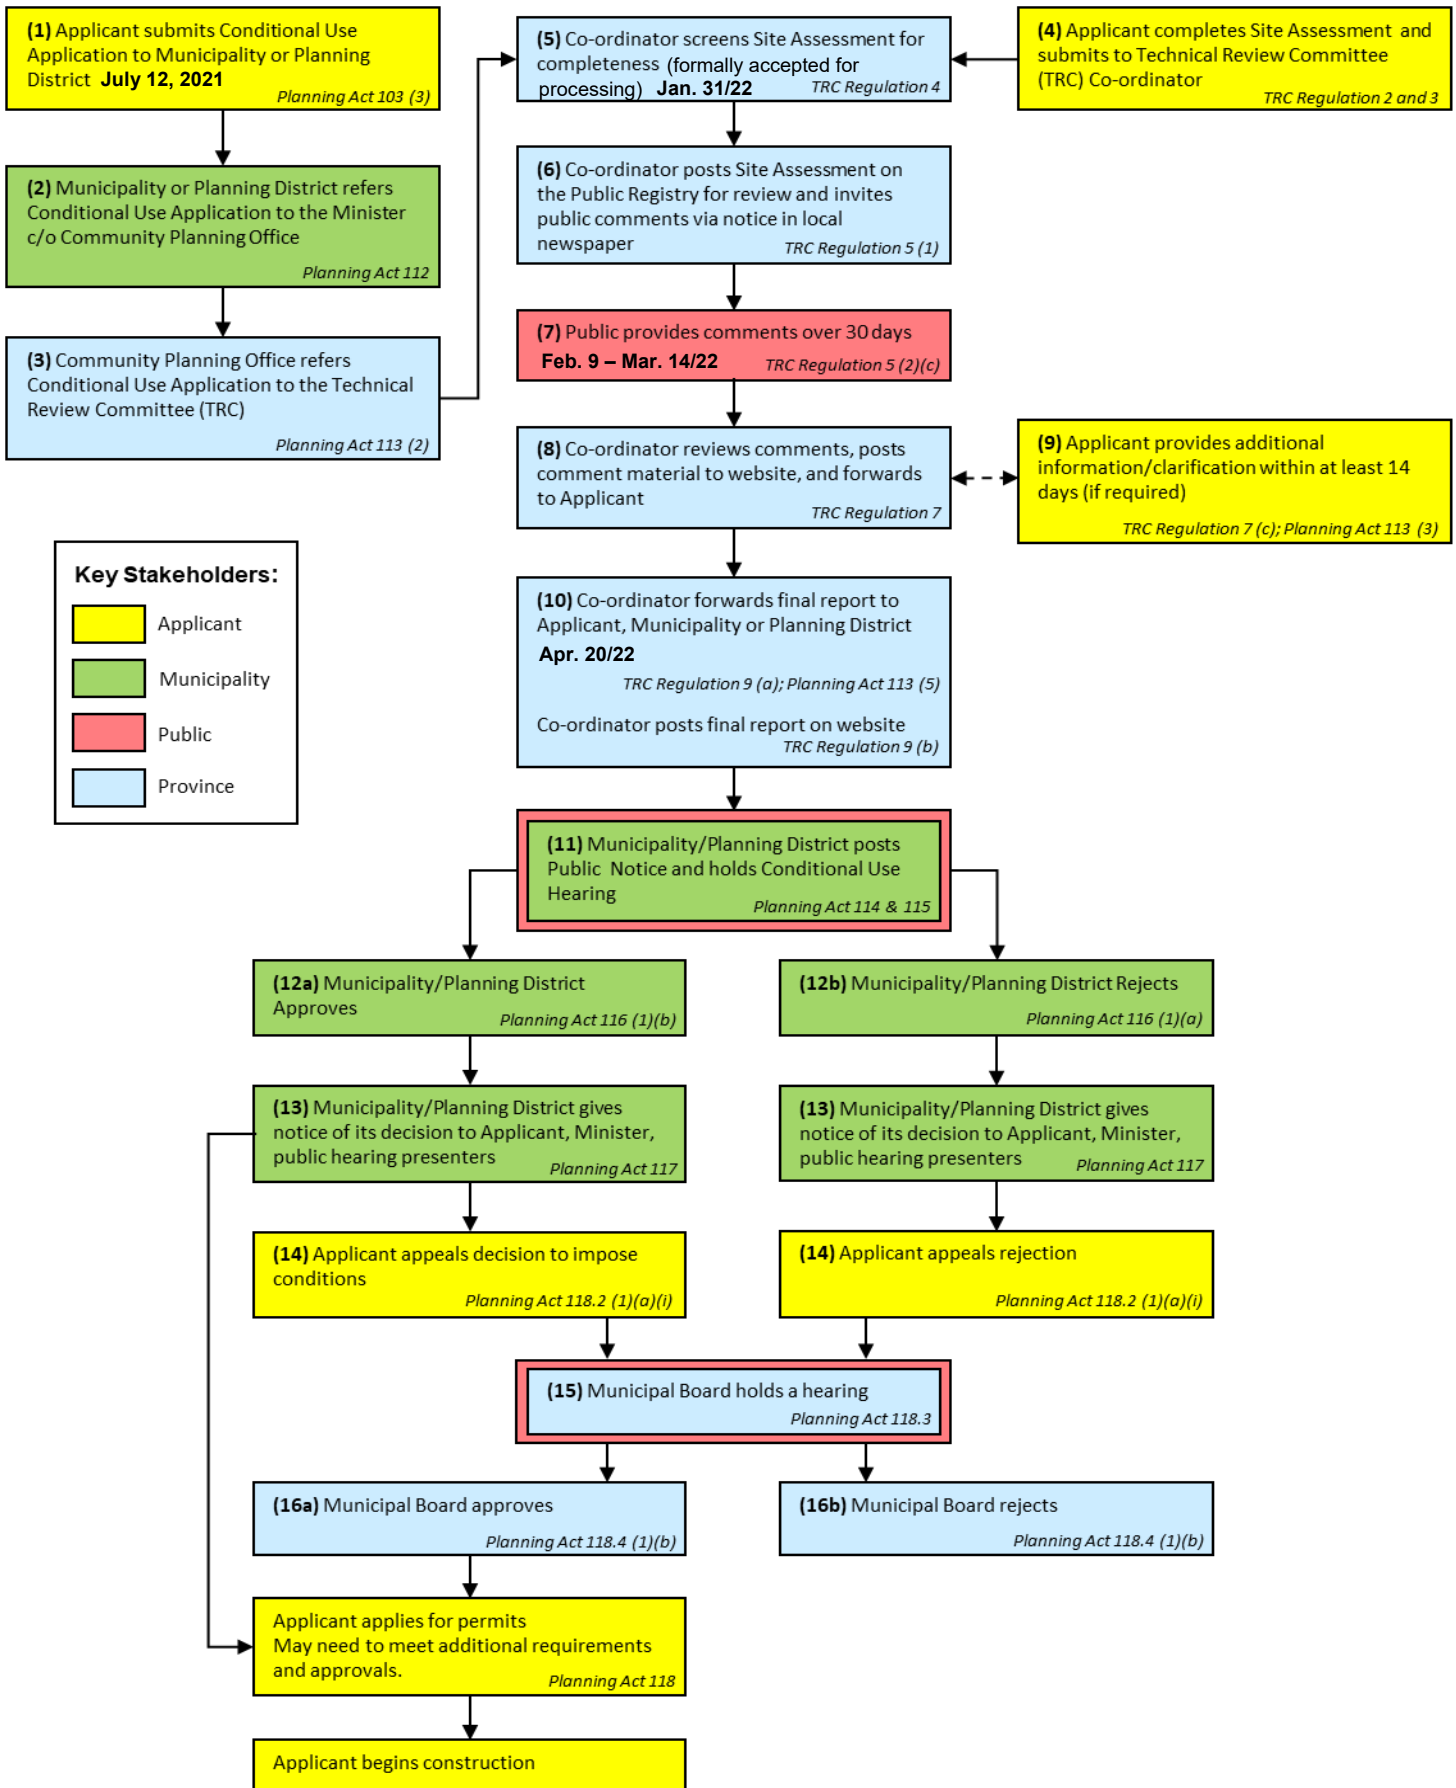 (1) Applicant submits Conditional Use
Application to Municipality or Planning
District July 12, 2021
Planning Act 103 (3)
(2) Municipality or Planning District refers
Conditional Use Application to the Minister
c/o Community Planning Office
Planning Act 112
(3) Community Planning Office refers
Conditional Use Application to the Technical
Review Committee (TRC)
Planning Act 113 (2)
(4) Applicant completes Site Assessment and
submits to Technical Review Committee
(TRC) Co-ordinator
TRC Regulation 2 and 3
(5) Co-ordinator screens Site Assessment for
completeness (formally accepted for
processing) Jan. 31/22 TRC Regulation 4
(6) Co-ordinator posts Site Assessment on
the Public Registry for review and invites
public comments via notice in local
newspaper
TRC Regulation 5 (1)
(7) Public provides comments over 30 days
Feb. 9 – Mar. 14/22 TRC Regulation 5 (2)(c)
(8) Co-ordinator reviews comments, posts
comment material to website, and forwards
to Applicant
TRC Regulation 7
(9) Applicant provides additional
information/clarification within at least 14
days (if required)
TRC Regulation 7 (c); Planning Act 113 (3)
Key Stakeholders:
Applicant
Municipality
Public
Province
(10) Co-ordinator forwards final report to
Applicant, Municipality or Planning District
Apr. 20/22
TRC Regulation 9 (a); Planning Act 113 (5)
Co-ordinator posts final report on website
TRC Regulation 9 (b)
(11) Municipality/Planning District posts
Public Notice and holds Conditional Use
Hearing
Planning Act 114 & 115
(12a) Municipality/Planning District
Approves
Planning Act 116 (1)(b)
(12b) Municipality/Planning District Rejects
Planning Act 116 (1)(a)
(13) Municipality/Planning District gives
notice of its decision to Applicant, Minister,
public hearing presenters
Planning Act 117
(13) Municipality/Planning District gives
notice of its decision to Applicant, Minister,
public hearing presenters
Planning Act 117
(14) Applicant appeals decision to impose
conditions
Planning Act 118.2 (1)(a)(i)
(14) Applicant appeals rejection
Planning Act 118.2 (1)(a)(i)
(15) Municipal Board holds a hearing
Planning Act 118.3
(16a) Municipal Board approves
Planning Act 118.4 (1)(b)
(16b) Municipal Board rejects
Planning Act 118.4 (1)(b)
Applicant applies for permits
May need to meet additional requirements
and approvals.
Planning Act 118
Applicant begins construction